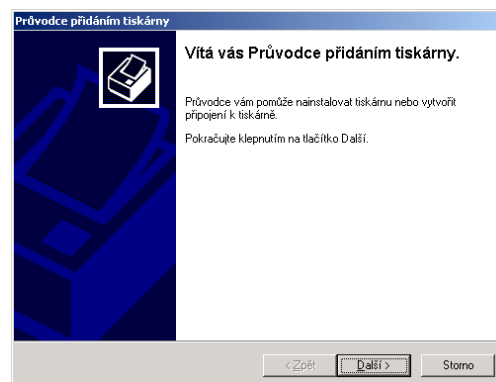 Průvodce přidáním tiskárny
Vítá vás Průvodce přidáním tiskárny.
Průvodce vám pomůže nainstalovat tiskárnu nebo vytvořit
připojení k tiskárně.
Pokračujte klepnutím na tlačítko Další.
< Zpět Další > Storno